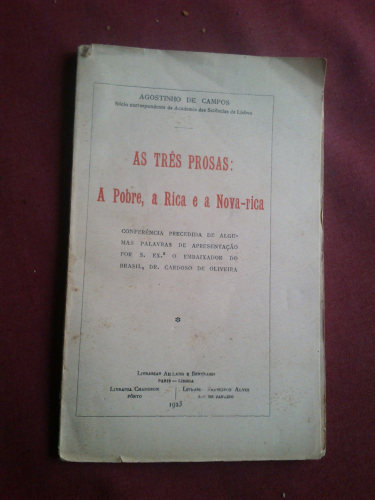 AGOSTINHO DE CAMPOS
Sócio correspondente da Academia das Sciências de Lisboa
AS TRÊS PROSAS:
A Pobre, a Rica e a Nova-rica
CONFERÊNCIA PRECEDIDA DE ALGU-
MAS PALAVRAS DE APRESENTAÇÃO
POR S. EX.ª O EMBAIXADOR DO
BRASIL, DR. CARDOSO DE OLIVEIRA
LIVRARIAS AILLAUD & BERTRAND
PARIS — LISBOA
LIVRARIA CHARDRON
PÔRTO
LIVRARIA FRANCISCO ALVES
RIO DE JANEIRO
1923